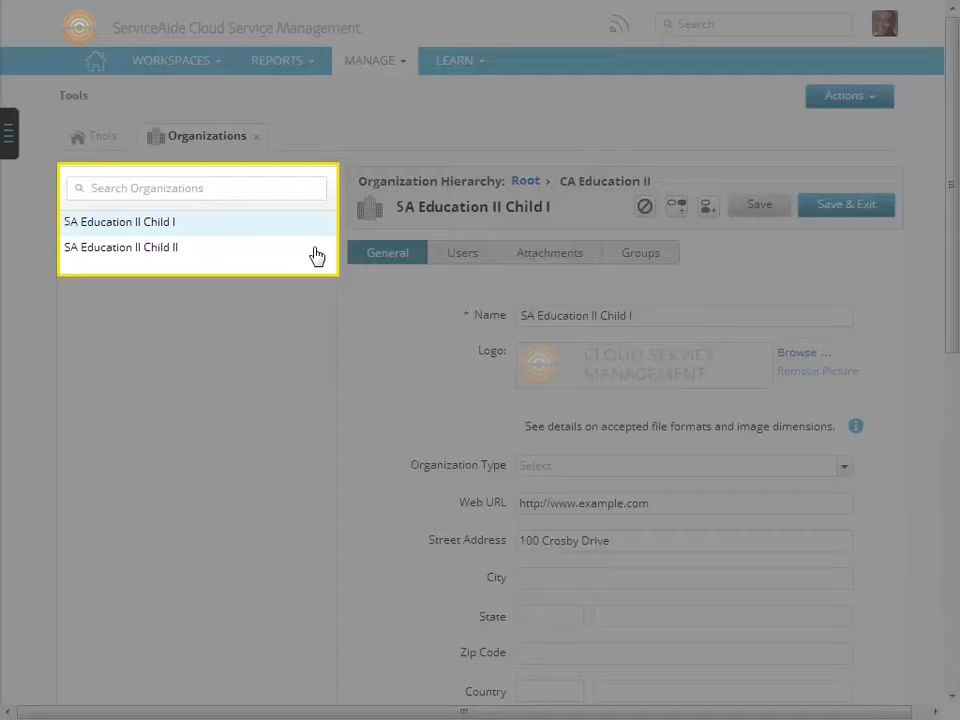 ServiceAide Cloud Service Management
Search
WORKSPACES
REPORTS
MANAGE
LEARN
Tools
Actions
Tools
Organizations ×
Search Organizations
SA Education II Child I
SA Education II Child II
Organization Hierarchy: Root › CA Education II
SA Education II Child I
Save
Save & Exit
General
Users
Attachments
Groups
* Name
SA Education II Child I
Logo:
CLOUD SERVICE
MANAGEMENT
Browse ...
Remove Picture
See details on accepted file formats and image dimensions.
Organization Type
Select
Web URL
http://www.example.com
Street Address
100 Crosby Drive
City
State
Zip Code
Country